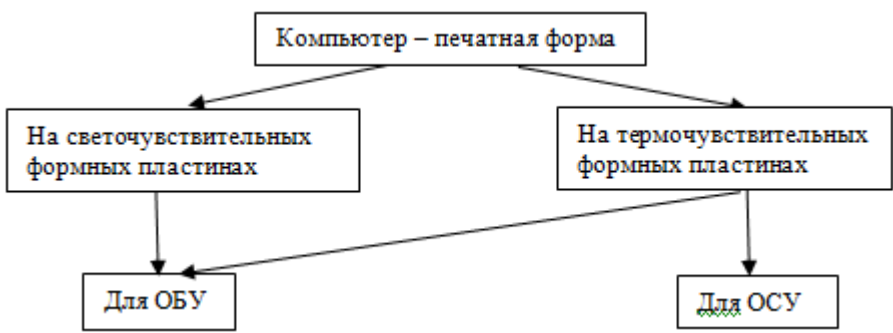 Компьютер – печатная форма
На светочувствительных
формных пластинах
На термочувствительных
формных пластинах
Для ОБУ
Для ОСУ